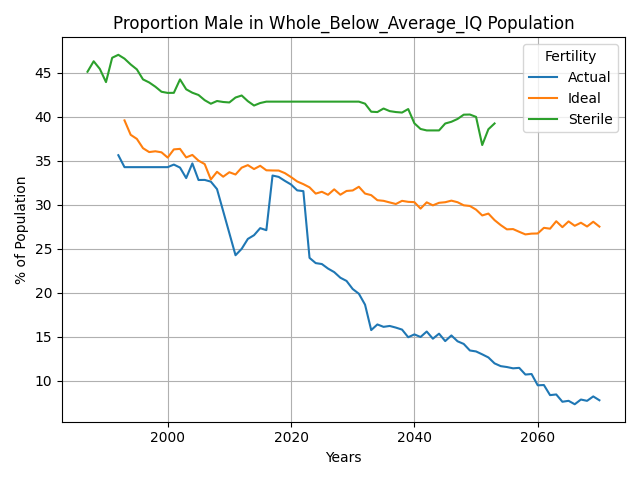 Proportion Male in Whole_Below_Average_IQ Population
Fertility
Actual
Ideal
Sterile
% of Population
45
40
35
30
25
20
15
10
2000
2020
2040
2060
Years